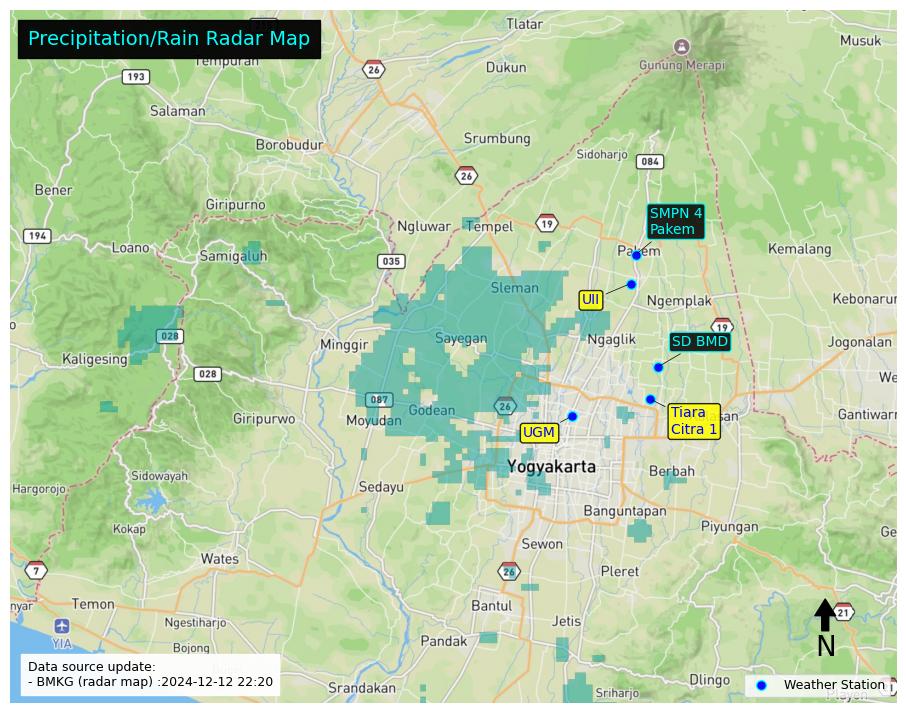 Precipitation/Rain Radar Map
Tlatar
Musuk
Tempuran
26
193
Dukun
Gunung Merapi
Salaman
Borobudur
Srumbung
Sidoharjo
084
Bener
26
Giripurno
SMPN 4
Pakem
194
Loano
Samigaluh
Ngluwar
Tempel
19
Pakem
Kemalang
035
Sleman
UII
Ngemplak
Kebonarum
028
Minggir
Sayegan
Ngaglik
19
SD BMD
Jogonalan
Kaligesing
028
087
Moyudan
Godean
26
UGM
Tiara
Citra 1
san
Gantiwarn
Yogyakarta
Berbah
Sidowayah
Hargorojo
Sedayu
Banguntapan
Kokap
Piyungan
Sewon
Wates
7
26
Pleret
nyar
Temon
Bantul
21
Ngestiharjo
Jetis
YIA
Bojong
Pandak
N
Data source update:
- BMKG (radar map) :2024-12-12 22:20
Srandakan
Sriharjo
Dlingo
Weather Station
Playen